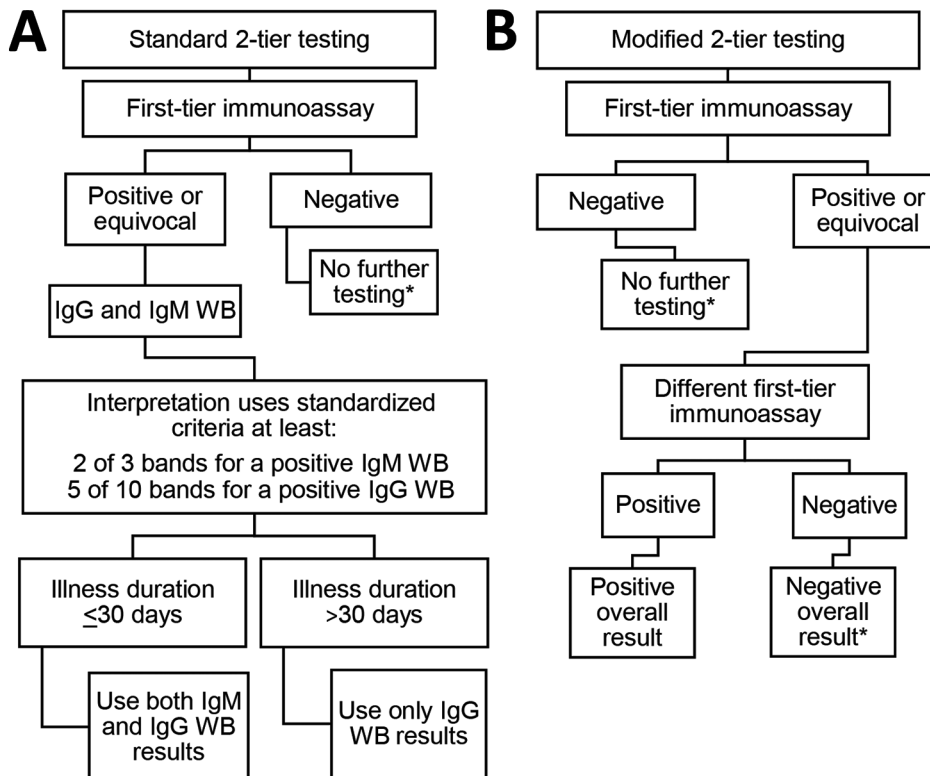 A
Standard 2-tier testing
First-tier immunoassay
Positive or
equivocal
Negative
No further
testing*
IgG and IgM WB
Interpretation uses standardized
criteria at least:
2 of 3 bands for a positive IgM WB
5 of 10 bands for a positive IgG WB
Illness duration
≤30 days
Illness duration
>30 days
Use both IgM
and IgG WB
results
Use only IgG
WB results
B
Modified 2-tier testing
First-tier immunoassay
Negative
Positive or
equivocal
No further
testing*
Different first-tier
immunoassay
Positive
Negative
Positive
overall
result
Negative
overall
result*